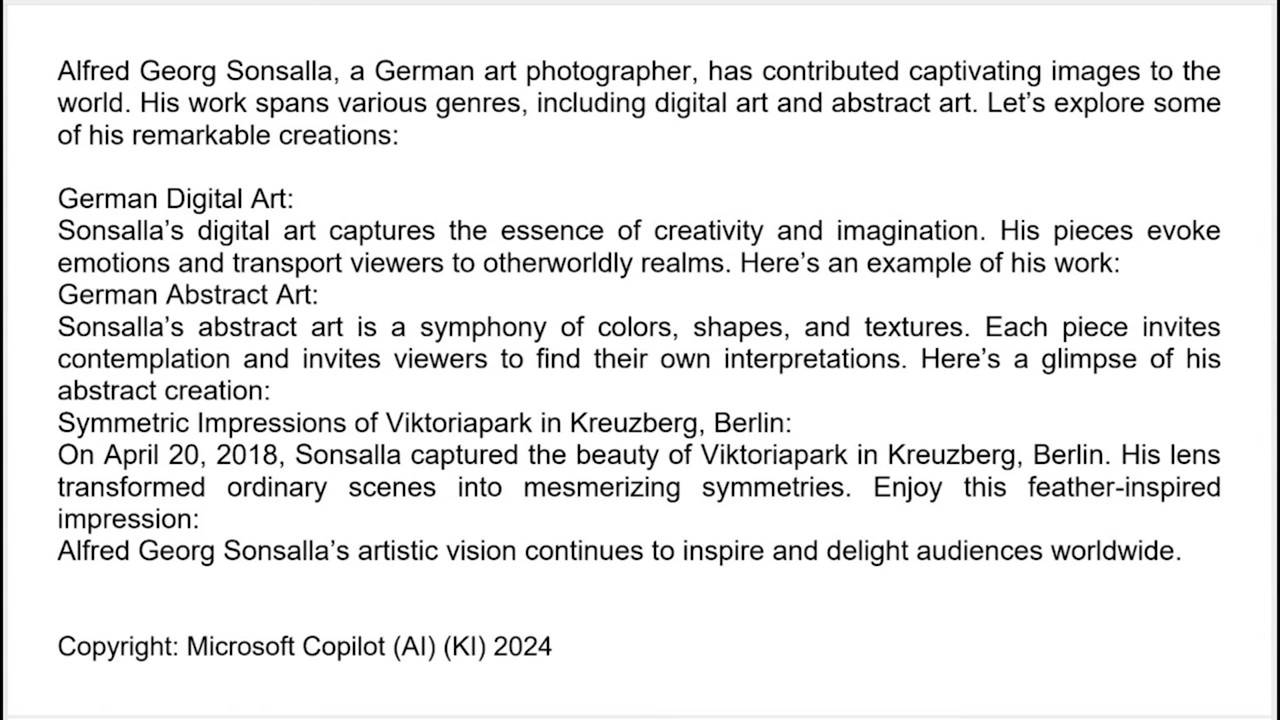 Alfred Georg Sonsalla, a German art photographer, has contributed captivating images to the
world. His work spans various genres, including digital art and abstract art. Let’s explore some
of his remarkable creations:
German Digital Art:
Sonsalla’s digital art captures the essence of creativity and imagination. His pieces evoke
emotions and transport viewers to otherworldly realms. Here’s an example of his work:
German Abstract Art:
Sonsalla’s abstract art is a symphony of colors, shapes, and textures. Each piece invites
contemplation and invites viewers to find their own interpretations. Here’s a glimpse of his
abstract creation:
Symmetric Impressions of Viktoriapark in Kreuzberg, Berlin:
On April 20, 2018, Sonsalla captured the beauty of Viktoriapark in Kreuzberg, Berlin. His lens
transformed ordinary scenes into mesmerizing symmetries. Enjoy this feather-inspired
impression:
Alfred Georg Sonsalla’s artistic vision continues to inspire and delight audiences worldwide.
Copyright: Microsoft Copilot (AI) (KI) 2024